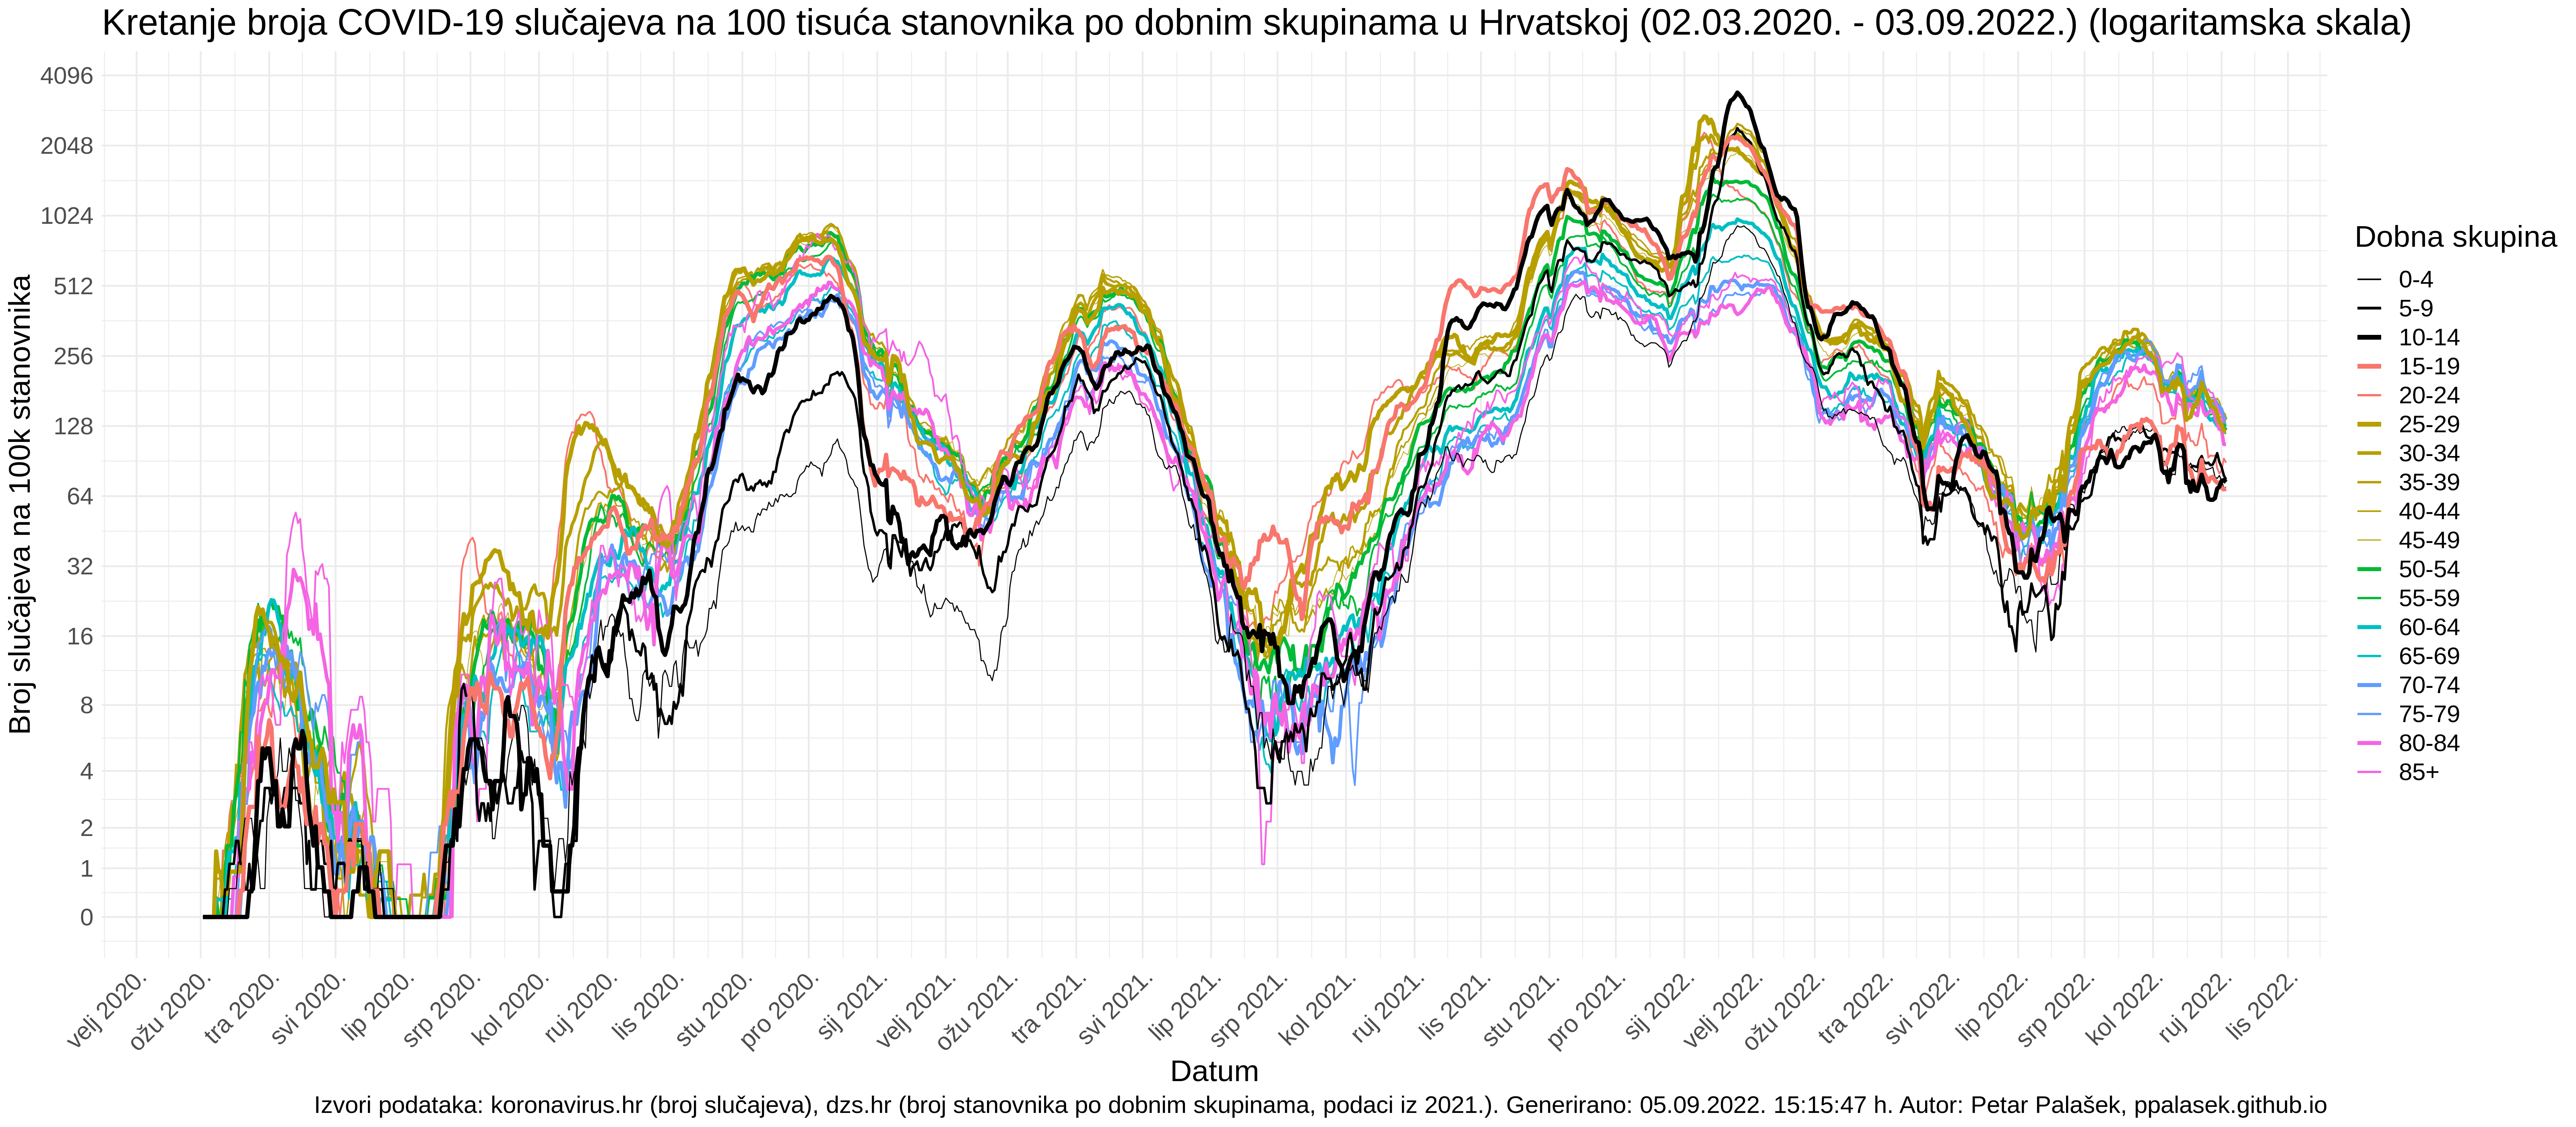 Kretanje broja COVID-19 slučajeva na 100 tisuća stanovnika po dobnim skupinama u Hrvatskoj (02.03.2020. - 03.09.2022.) (logaritamska skala)
Broj slučajeva na 100k stanovnika
4096
2048
1024
512
256
128
64
32
16
8
4
2
1
0
velj 2020.
ožu 2020.
tra 2020.
svi 2020.
lip 2020.
srp 2020.
kol 2020.
ruj 2020.
lis 2020.
stu 2020.
pro 2020.
sij 2021.
velj 2021.
ožu 2021.
tra 2021.
svi 2021.
lip 2021.
srp 2021.
kol 2021.
ruj 2021.
lis 2021.
stu 2021.
pro 2021.
sij 2022.
velj 2022.
ožu 2022.
tra 2022.
svi 2022.
lip 2022.
srp 2022.
kol 2022.
ruj 2022.
lis 2022.
Datum
Dobna skupina
0-4
5-9
10-14
15-19
20-24
25-29
30-34
35-39
40-44
45-49
50-54
55-59
60-64
65-69
70-74
75-79
80-84
85+
Izvori podataka: koronavirus.hr (broj slučajeva), dzs.hr (broj stanovnika po dobnim skupinama, podaci iz 2021.). Generirano: 05.09.2022. 15:15:47 h. Autor: Petar Palašek, ppalasek.github.io